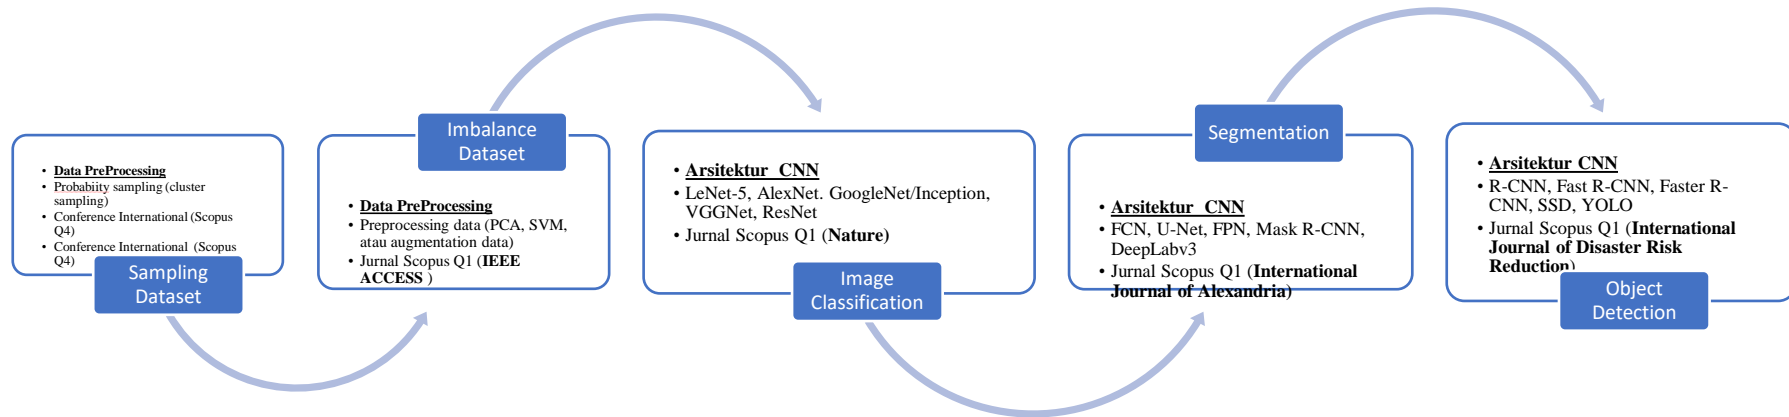 • Data PreProcessing
• Probabiity sampling (cluster
sampling)
• Conference International (Scopus
Q4)
• Conference International (Scopus
Q4)
Sampling
Dataset
Imbalance
Dataset
• Data PreProcessing
• Preprocessing data (PCA, SVM,
atau augmentation data)
• Jurnal Scopus Q1 (IEEE
ACCESS )
• Arsitektur CNN
• LeNet-5, AlexNet. GoogleNet/Inception,
VGGNet, ResNet
• Jurnal Scopus Q1 (Nature)
Image
Classification
Segmentation
• Arsitektur CNN
• FCN, U-Net, FPN, Mask R-CNN,
DeepLabv3
• Jurnal Scopus Q1 (International
Journal of Alexandria)
• Arsitektur CNN
• R-CNN, Fast R-CNN, Faster R-
CNN, SSD, YOLO
• Jurnal Scopus Q1 (International
Journal of Disaster Risk
Reduction)
Object
Detection